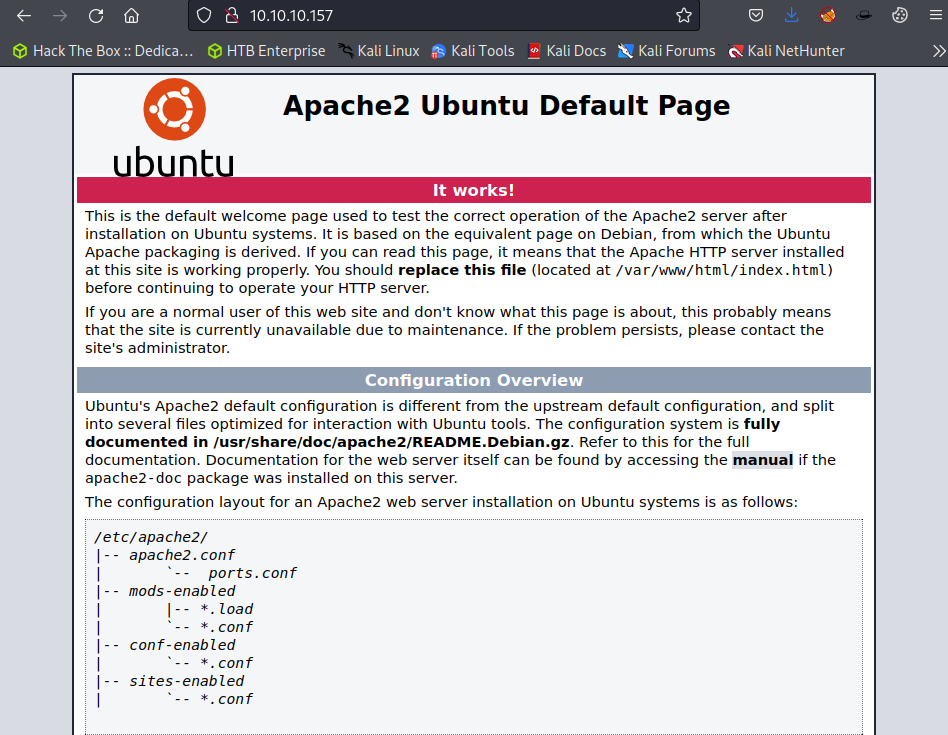 10.10.10.157
Hack The Box :: Dedica… HTB Enterprise Kali Linux Kali Tools Kali Docs Kali Forums Kali NetHunter
Apache2 Ubuntu Default Page
ubuntu
It works!
This is the default welcome page used to test the correct operation of the Apache2 server after
installation on Ubuntu systems. It is based on the equivalent page on Debian, from which the Ubuntu
Apache packaging is derived. If you can read this page, it means that the Apache HTTP server installed
at this site is working properly. You should replace this file (located at /var/www/html/index.html)
before continuing to operate your HTTP server.
If you are a normal user of this web site and don't know what this page is about, this probably means
that the site is currently unavailable due to maintenance. If the problem persists, please contact the
site's administrator.
Configuration Overview
Ubuntu's Apache2 default configuration is different from the upstream default configuration, and split
into several files optimized for interaction with Ubuntu tools. The configuration system is fully
documented in /usr/share/doc/apache2/README.Debian.gz. Refer to this for the full
documentation. Documentation for the web server itself can be found by accessing the manual if the
apache2-doc package was installed on this server.
The configuration layout for an Apache2 web server installation on Ubuntu systems is as follows:
/etc/apache2/
|-- apache2.conf
|       `--  ports.conf
|-- mods-enabled
|       |-- *.load
|       `-- *.conf
|-- conf-enabled
|       `-- *.conf
|-- sites-enabled
|       `-- *.conf